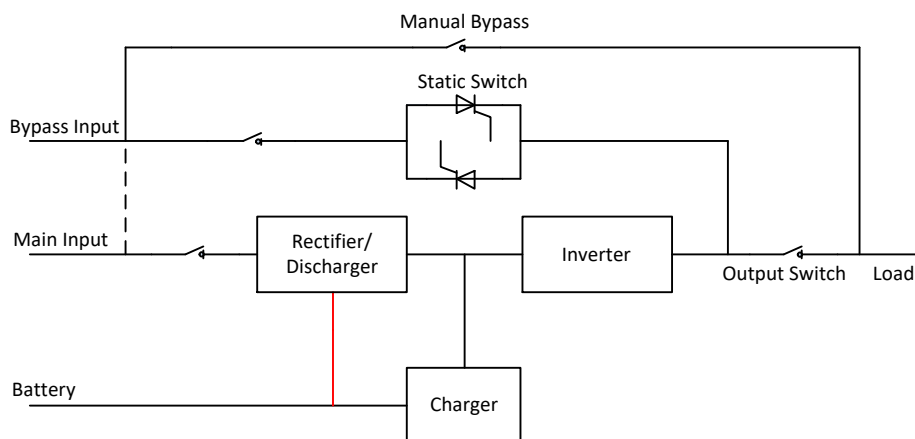 Manual Bypass
Static Switch
Bypass Input
Main Input
Rectifier/
Discharger
Inverter
Output Switch
Load
Battery
Charger